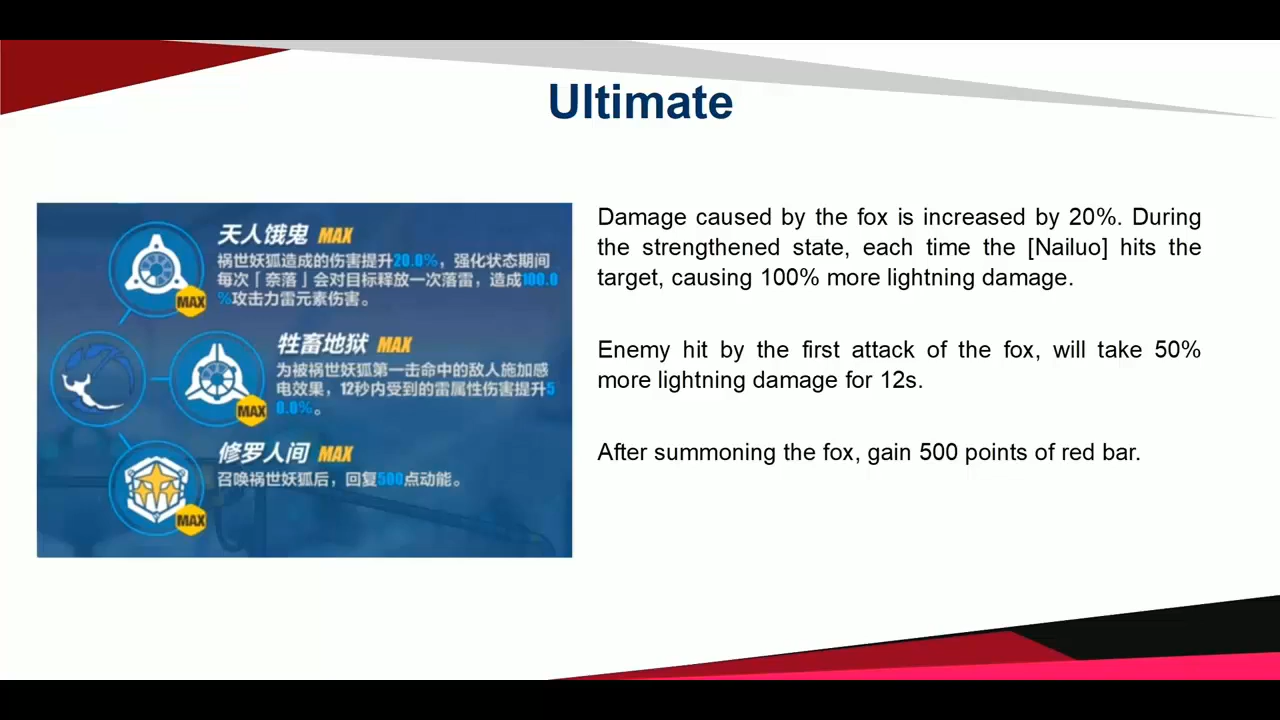 Ultimate
天人饿鬼 MAX
祸世妖狐造成的伤害提升20.0%，强化状态期间
每次「奈落」会对目标释放一次落雷，造成100.0
%攻击力雷元素伤害。
MAX
牲畜地狱 MAX
为被祸世妖狐第一击命中的敌人施加感
电效果，12秒内受到的雷属性伤害提升5
0.0%。
MAX
修罗人间 MAX
召唤祸世妖狐后，回复500点动能。
MAX
Damage caused by the fox is increased by 20%. During
the strengthened state, each time the [Nailuo] hits the
target, causing 100% more lightning damage.
Enemy hit by the first attack of the fox, will take 50%
more lightning damage for 12s.
After summoning the fox, gain 500 points of red bar.